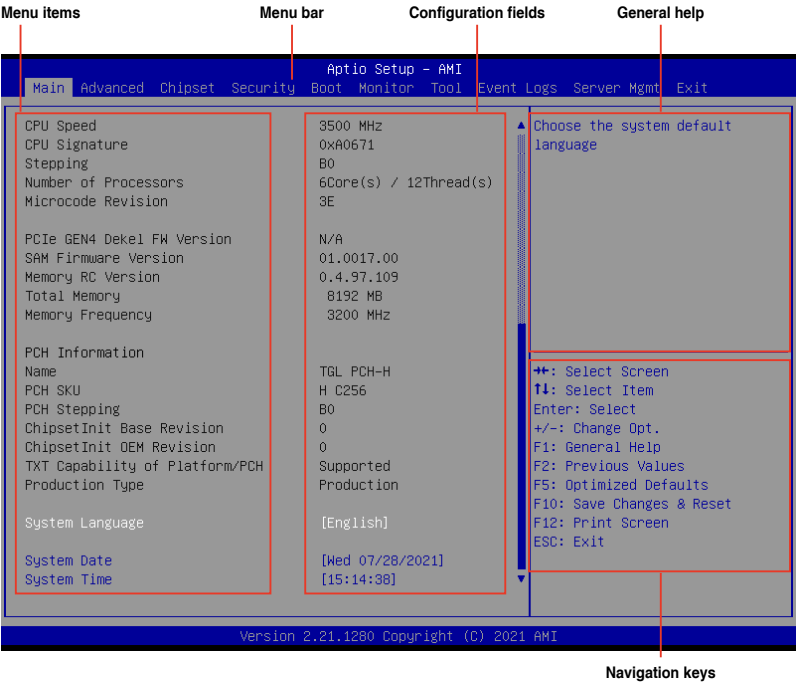 Menu items Menu bar Configuration fields General help
Aptio Setup – AMI
Main Advanced Chipset Security Boot Monitor Tool Event Logs Server Mgmt Exit
CPU Speed 3500 MHz
CPU Signature 0xA0671
Stepping B0
Number of Processors 6Core(s) / 12Thread(s)
Microcode Revision 3E
PCIe GEN4 Dekel FW Version N/A
SAM Firmware Version 01.0017.00
Memory RC Version 0.4.97.109
Total Memory 8192 MB
Memory Frequency 3200 MHz
PCH Information
Name TGL PCH-H
PCH SKU H C256
PCH Stepping B0
ChipsetInit Base Revision 0
ChipsetInit OEM Revision 0
TXT Capability of Platform/PCH Supported
Production Type Production
System Language [English]
System Date [Wed 07/28/2021]
System Time [15:14:38]
Choose the system default
language
→←: Select Screen
↑↓: Select Item
Enter: Select
+/-: Change Opt.
F1: General Help
F2: Previous Values
F5: Optimized Defaults
F10: Save Changes & Reset
F12: Print Screen
ESC: Exit
Version 2.21.1280 Copyright (C) 2021 AMI
Navigation keys